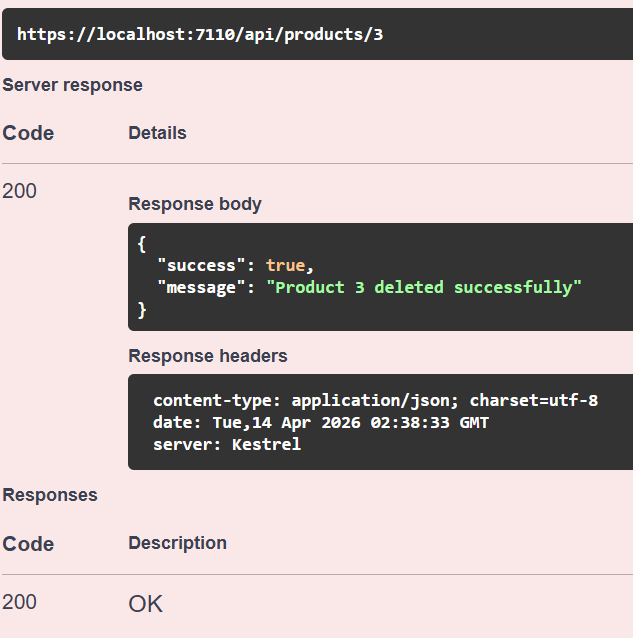 https://localhost:7110/api/products/3
Server response
Code Details
200
Response body
{
  "success": true,
  "message": "Product 3 deleted successfully"
}
Response headers
content-type: application/json; charset=utf-8
date: Tue,14 Apr 2026 02:38:33 GMT
server: Kestrel
Responses
Code Description
200 OK